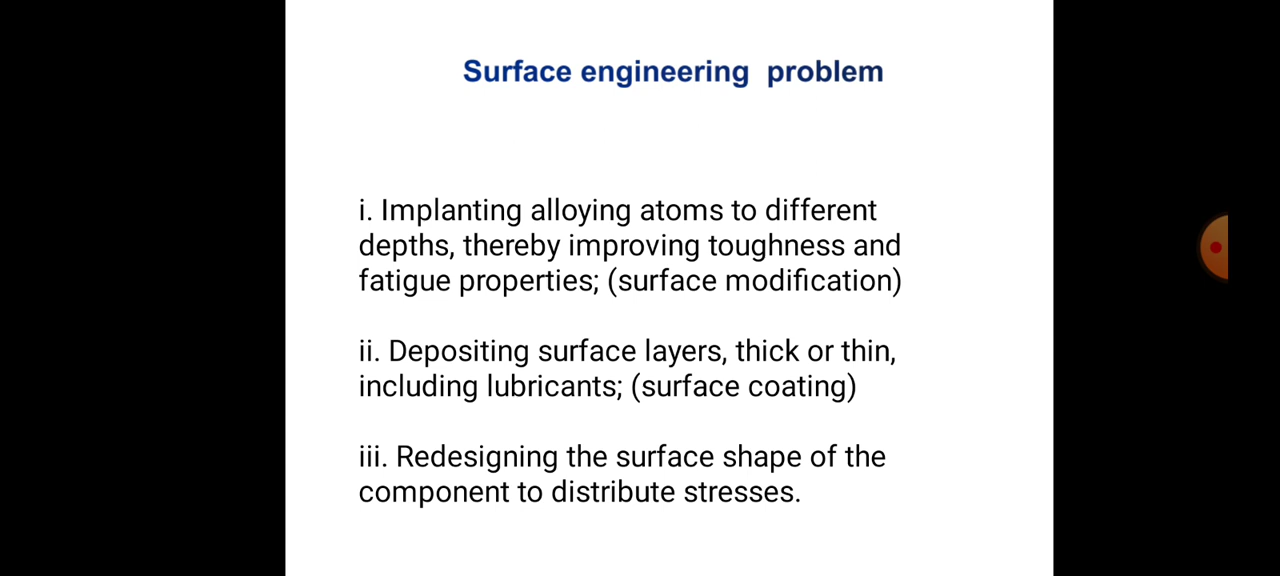 Surface engineering problem
i. Implanting alloying atoms to different
depths, thereby improving toughness and
fatigue properties; (surface modification)
ii. Depositing surface layers, thick or thin,
including lubricants; (surface coating)
iii. Redesigning the surface shape of the
component to distribute stresses.